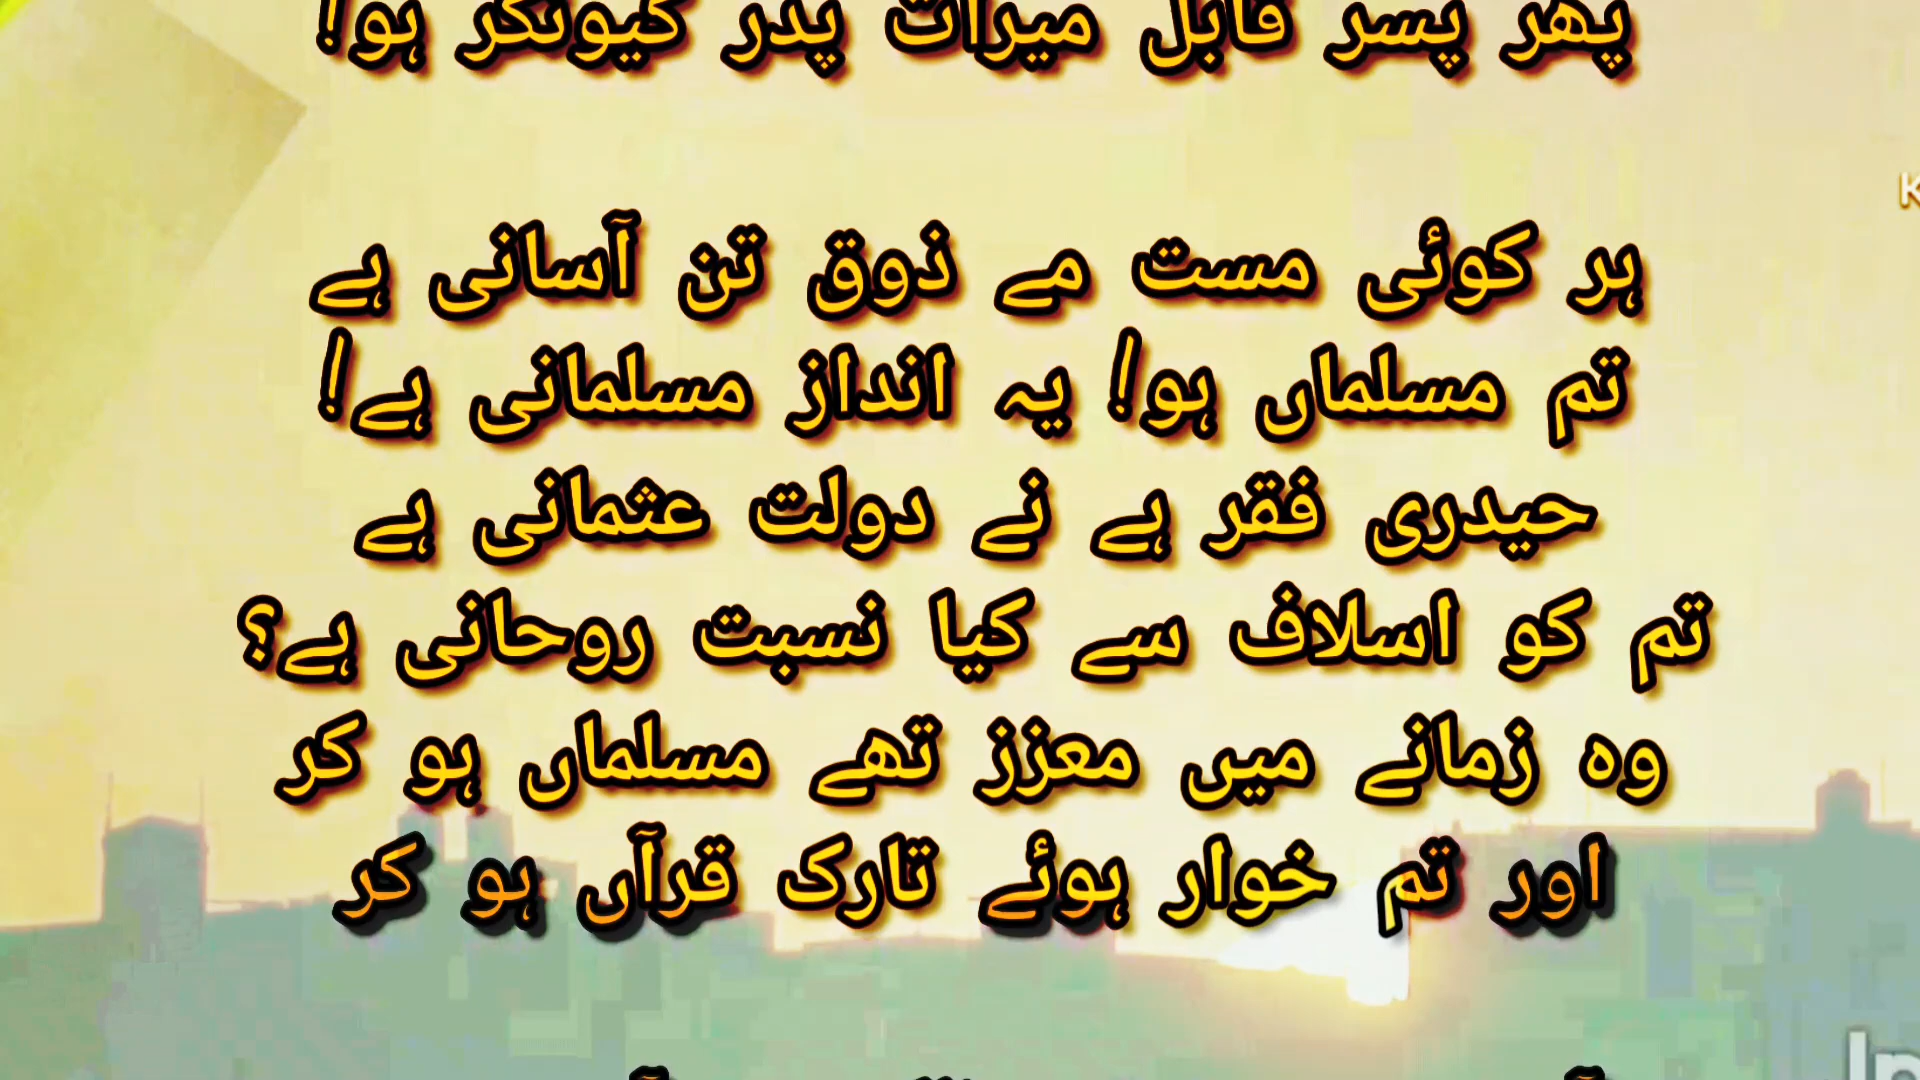 پھر پسر قابل میراث پدر کیونکر ہو!
ہر کوئی مست مے ذوق تن آسانی ہے
تم مسلماں ہو! یہ انداز مسلمانی ہے!
حیدری فقر ہے نے دولت عثمانی ہے
تم کو اسلاف سے کیا نسبت روحانی ہے؟
وہ زمانے میں معزز تھے مسلماں ہو کر
اور تم خوار ہوئے تارک قرآں ہو کر